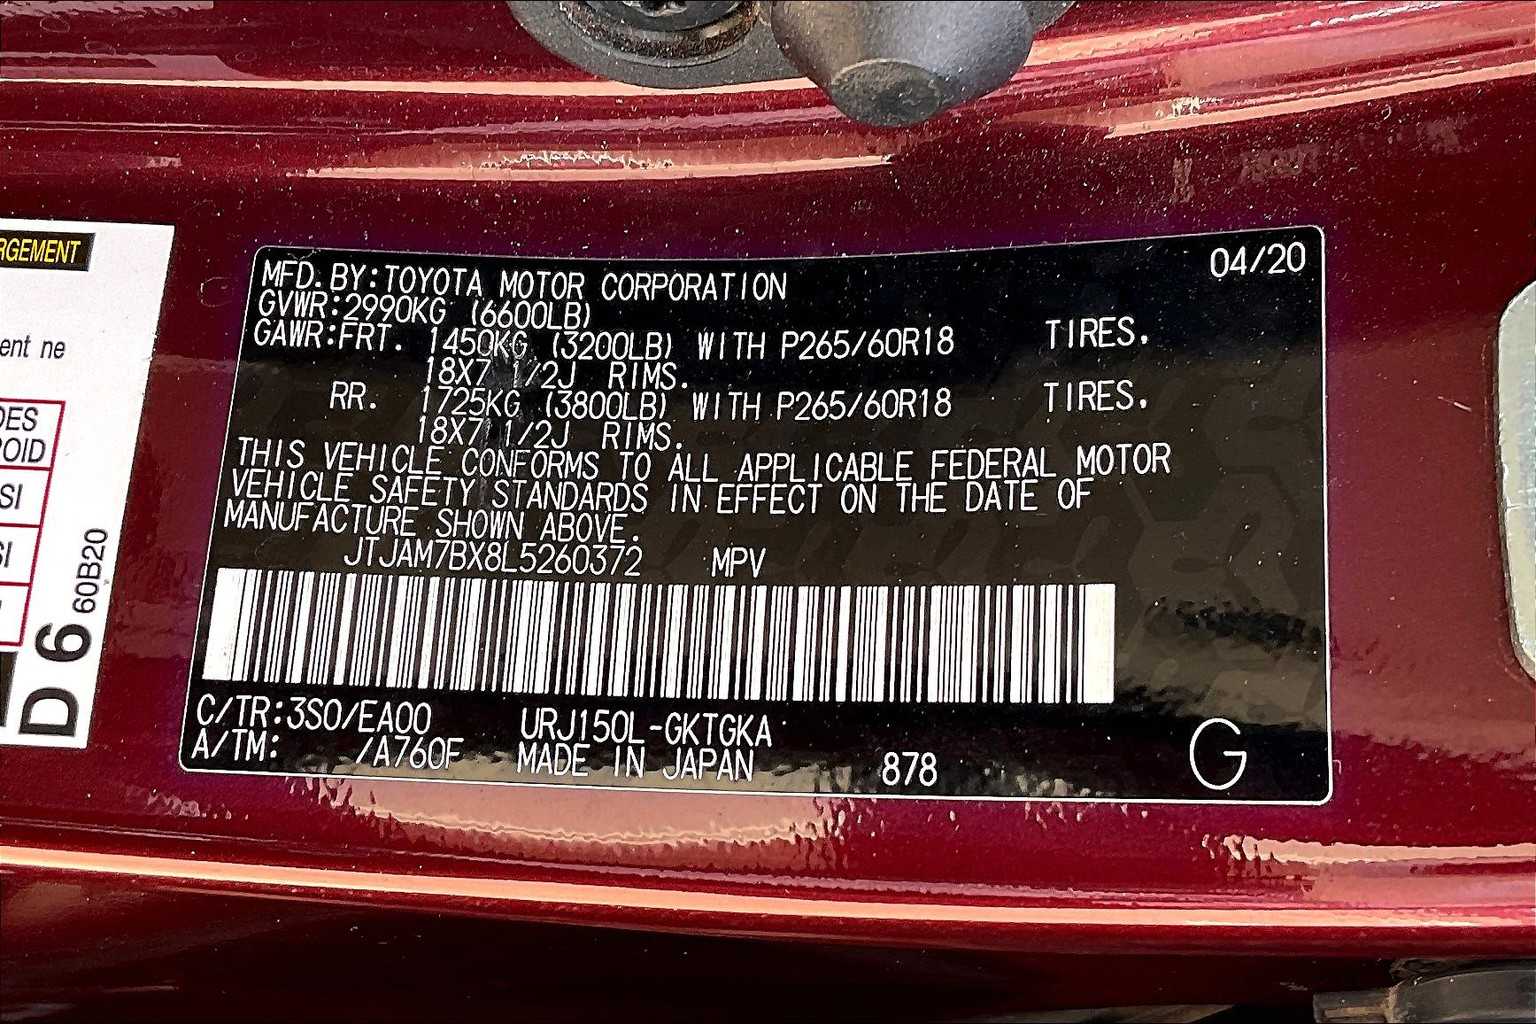 RGEMENT
ent ne
DES
ROID
SI
SI
D 6 60B20
04/20
MFD. BY:TOYOTA MOTOR CORPORATION
GVWR:2990KG (6600LB)
GAWR:FRT. 1450KG (3200LB) WITH P265/60R18 TIRES.
18X7 1/2J RIMS.
RR. 1725KG (3800LB) WITH P265/60R18 TIRES.
18X7 1/2J RIMS.
THIS VEHICLE CONFORMS TO ALL APPLICABLE FEDERAL MOTOR
VEHICLE SAFETY STANDARDS IN EFFECT ON THE DATE OF
MANUFACTURE SHOWN ABOVE.
JTJAM7BX8L5260372 MPV
C/TR:3S0/EA00 URJ150L-GKTGKA
A/TM: /A760F MADE IN JAPAN 878 G